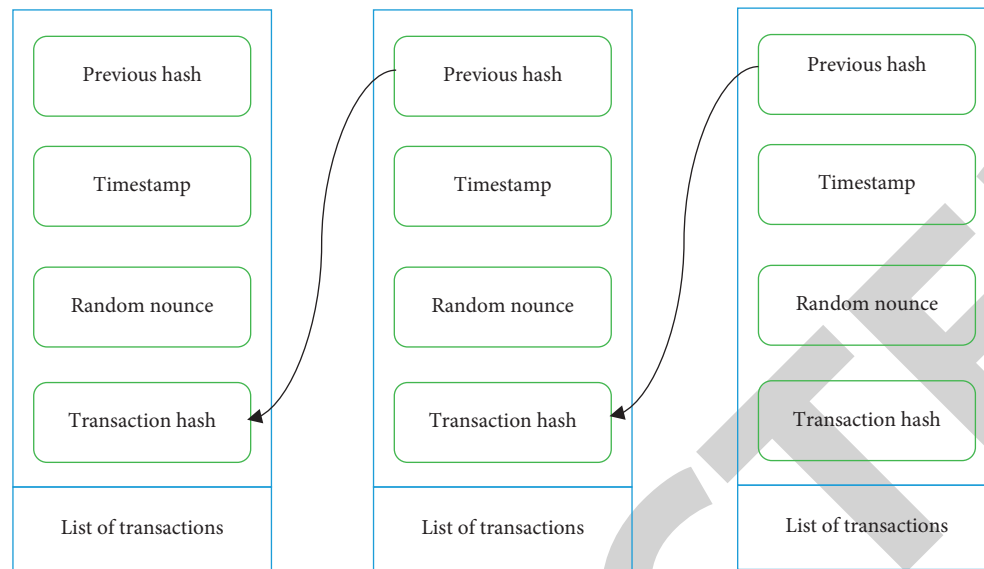 Previous hash
Timestamp
Random nounce
Transaction hash
List of transactions
Previous hash
Timestamp
Random nounce
Transaction hash
List of transactions
Previous hash
Timestamp
Random nounce
Transaction hash
List of transactions
CTE